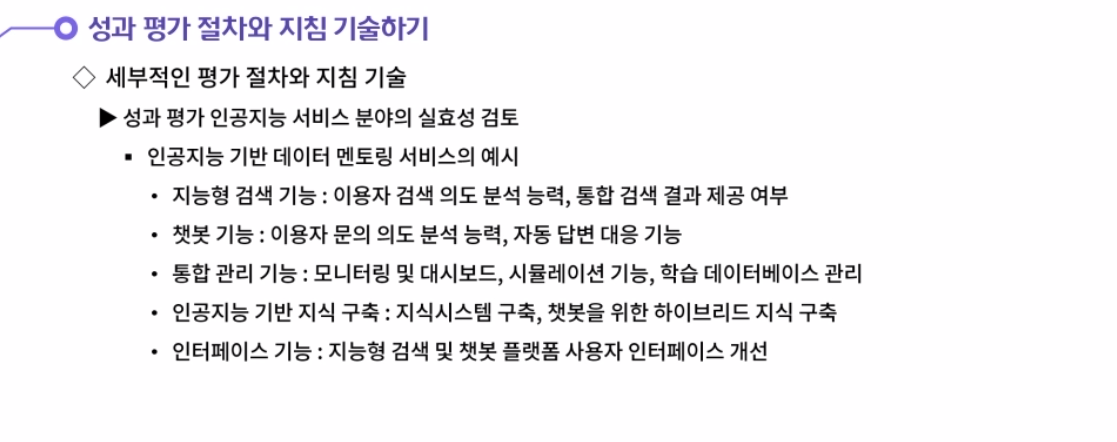 성과 평가 절차와 지침 기술하기
◇ 세부적인 평가 절차와 지침 기술
▶ 성과 평가 인공지능 서비스 분야의 실효성 검토
▪ 인공지능 기반 데이터 멘토링 서비스의 예시
• 지능형 검색 기능 : 이용자 검색 의도 분석 능력, 통합 검색 결과 제공 여부
• 챗봇 기능 : 이용자 문의 의도 분석 능력, 자동 답변 대응 기능
• 통합 관리 기능 : 모니터링 및 대시보드, 시뮬레이션 기능, 학습 데이터베이스 관리
• 인공지능 기반 지식 구축 : 지식시스템 구축, 챗봇을 위한 하이브리드 지식 구축
• 인터페이스 기능 : 지능형 검색 및 챗봇 플랫폼 사용자 인터페이스 개선